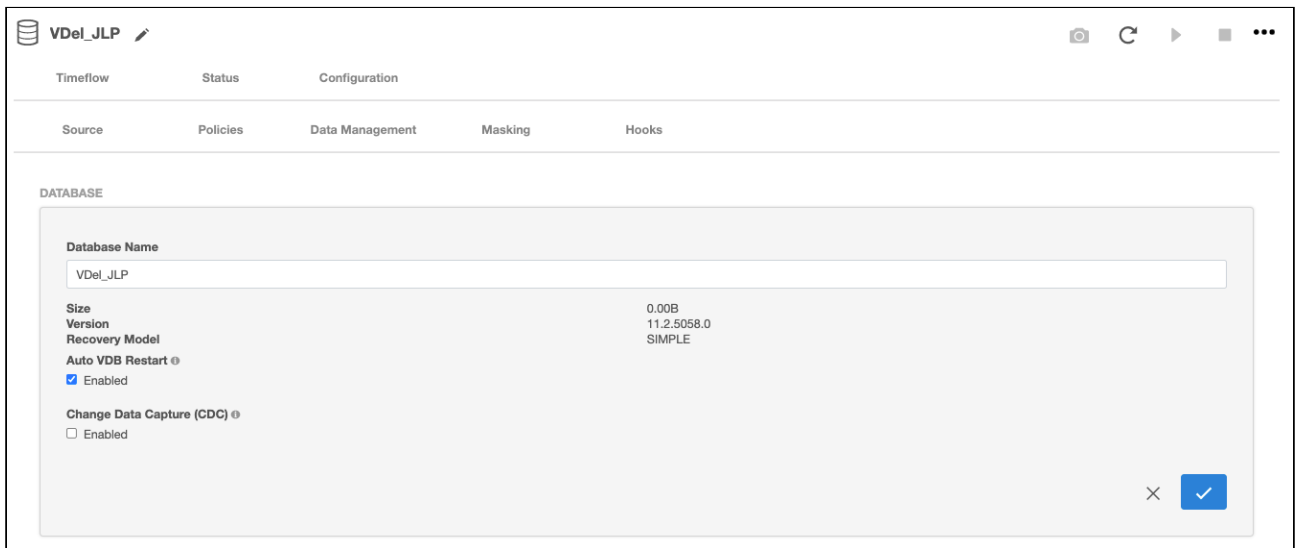 VDel_JLP
Timeflow Status Configuration
Source Policies Data Management Masking Hooks
DATABASE
Database Name
VDel_JLP
Size 0.00B
Version 11.2.5058.0
Recovery Model SIMPLE
Auto VDB Restart
Enabled
Change Data Capture (CDC)
Enabled